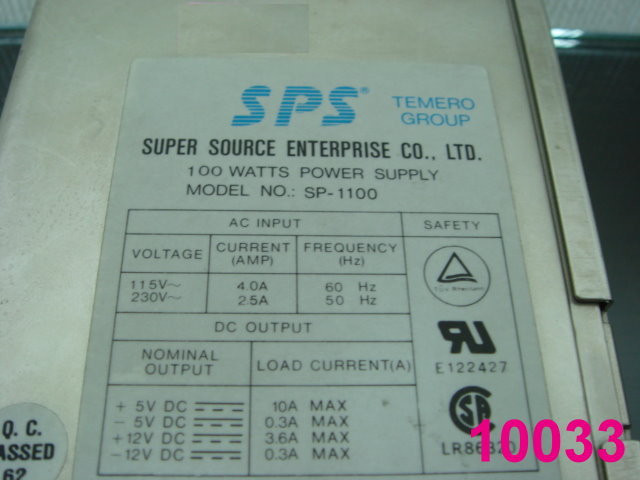 SPS®
TEMERO
GROUP
SUPER SOURCE ENTERPRISE CO., LTD.
100 WATTS POWER SUPPLY
MODEL NO.: SP-1100
AC INPUT
SAFETY
VOLTAGE
CURRENT
(AMP)
FREQUENCY
(Hz)
115V~ 4.0A 60 Hz
230V~ 2.5A 50 Hz
DC OUTPUT
NOMINAL
OUTPUT
LOAD CURRENT(A)
E122427
+ 5V DC 10A MAX
- 5V DC 0.3A MAX
+12V DC 3.6A MAX
-12V DC 0.3A MAX
Q. C.
ASSED
62
10033